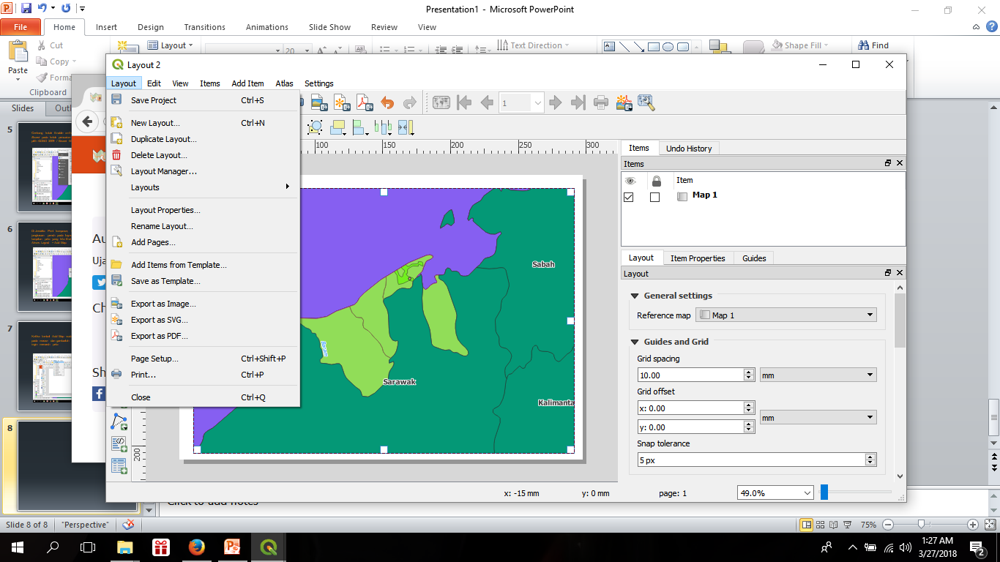 Presentation1 - Microsoft PowerPoint
File
Home
Insert
Design
Transitions
Animations
Slide Show
Review
View
Paste
Cut
Copy
Clipboard
Layout
20
Text Direction
Shape Fill
Find
Slides
5
6
7
8
Layout 2
Layout
Edit
View
Items
Add Item
Atlas
Settings
Save Project Ctrl+S
New Layout... Ctrl+N
Duplicate Layout...
Delete Layout...
Layout Manager...
Layouts
Layout Properties...
Rename Layout...
Add Pages...
Add Items from Template...
Save as Template...
Export as Image...
Export as SVG...
Export as PDF...
Page Setup... Ctrl+Shift+P
Print... Ctrl+P
Close Ctrl+Q
1
100
150
200
250
300
200
Sabah
Sarawak
Kalimanta
Items
Undo History
Items
Item
Map 1
Layout
Item Properties
Guides
Layout
General settings
Reference map
Map 1
Guides and Grid
Grid spacing
10.00
mm
Grid offset
x: 0.00
y: 0.00
mm
Snap tolerance
5 px
x: -15 mm
y: 0 mm
page: 1
49.0%
Click to add notes
Slide 8 of 8
"Perspective"
75%
1:27 AM
3/27/2018
2